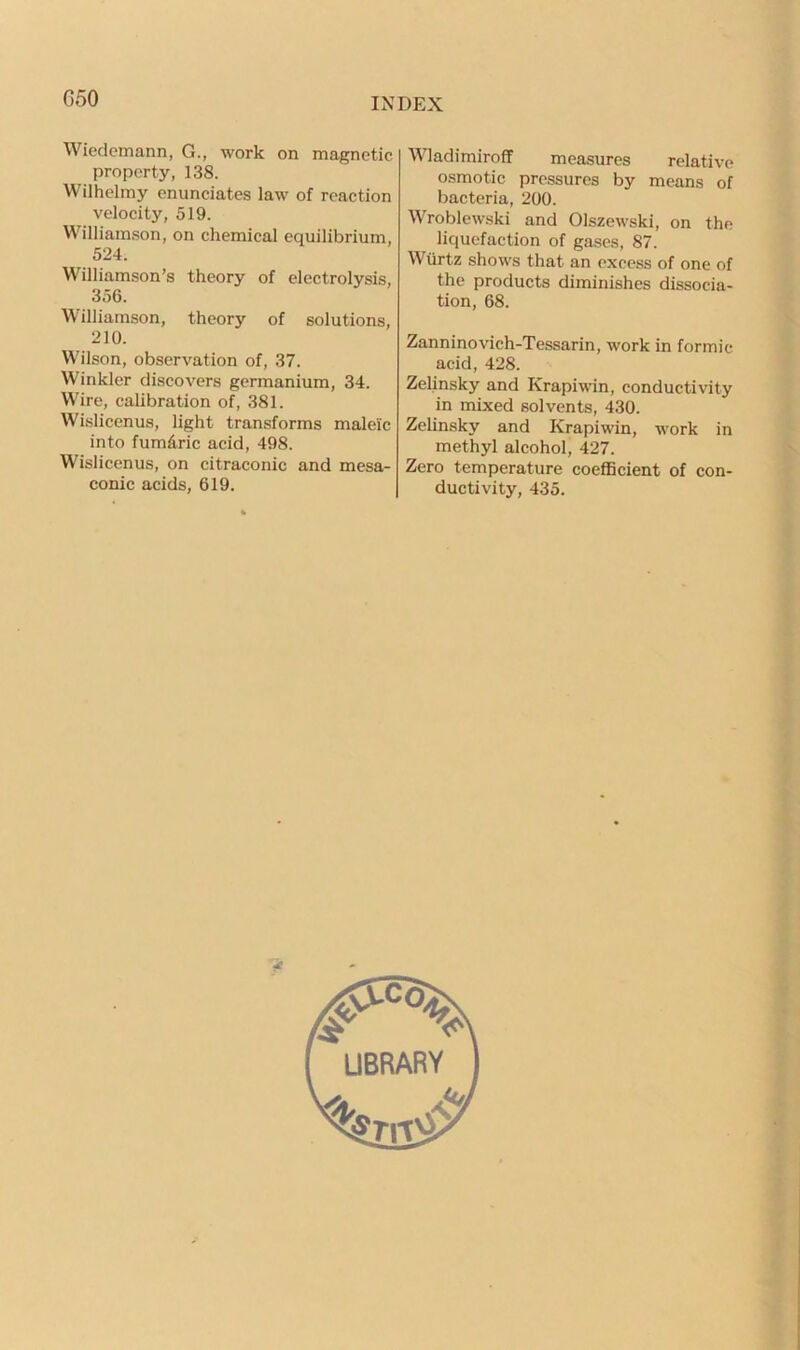 650
INDEX
Wiedemann, G., work on magnetic
property, 138.
Wilhelmy enunciates law of reaction
velocity, 519.
Williamson, on chemical equilibrium,
524.
Williamson's theory of electrolysis,
356.
Williamson, theory of solutions,
210.
Wilson, observation of, 37.
Winkler discovers germanium, 34.
Wire, calibration of, 381.
Wislicenus, light transforms maleïc
into fumáric acid, 498.
Wislicenus, on citraconic and mesa-
conic acids, 619.
Wladimiroff measures relative
osmotic pressures by means of
bacteria, 200.
Wroblewski and Olszewski, on the
liquefaction of gases, 87.
Würtz shows that an excess of one of
the products diminishes dissocia-
tion, 68.
Zanninovich-Tessarin, work in formic
acid, 428.
Zelinsky and Krapiwin, conductivity
in mixed solvents, 430.
Zelinsky and Krapiwin, work in
methyl alcohol, 427.
Zero temperature coefficient of con-
ductivity, 435.
WELLCOME
LIBRARY
INSTITUTE